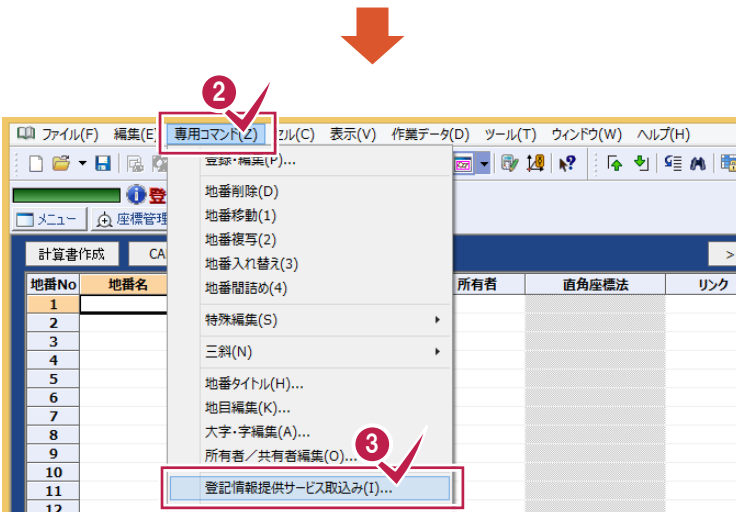 2
ファイル(F) 編集(E) 専用コマンド(Z) セル(C) 表示(V) 作業データ(D) ツール(T) ウィンドウ(W) ヘルプ(H)
登録・編集(P)...
登
地番削除(D)
メニュー 座標管理
地番移動(1)
地番複写(2)
計算書作成 CA
>
地番入れ替え(3)
地番No 地番名 所有者 直角座標法 リンク
地番間詰め(4)
1
特殊編集(S)
2
3
三斜(N)
4
5
地番タイトル(H)...
6
地目編集(K)...
7
大字・字編集(A)...
8
3
所有者/共有者編集(O)...
9
10
登記情報提供サービス取込み(I)...
11
12